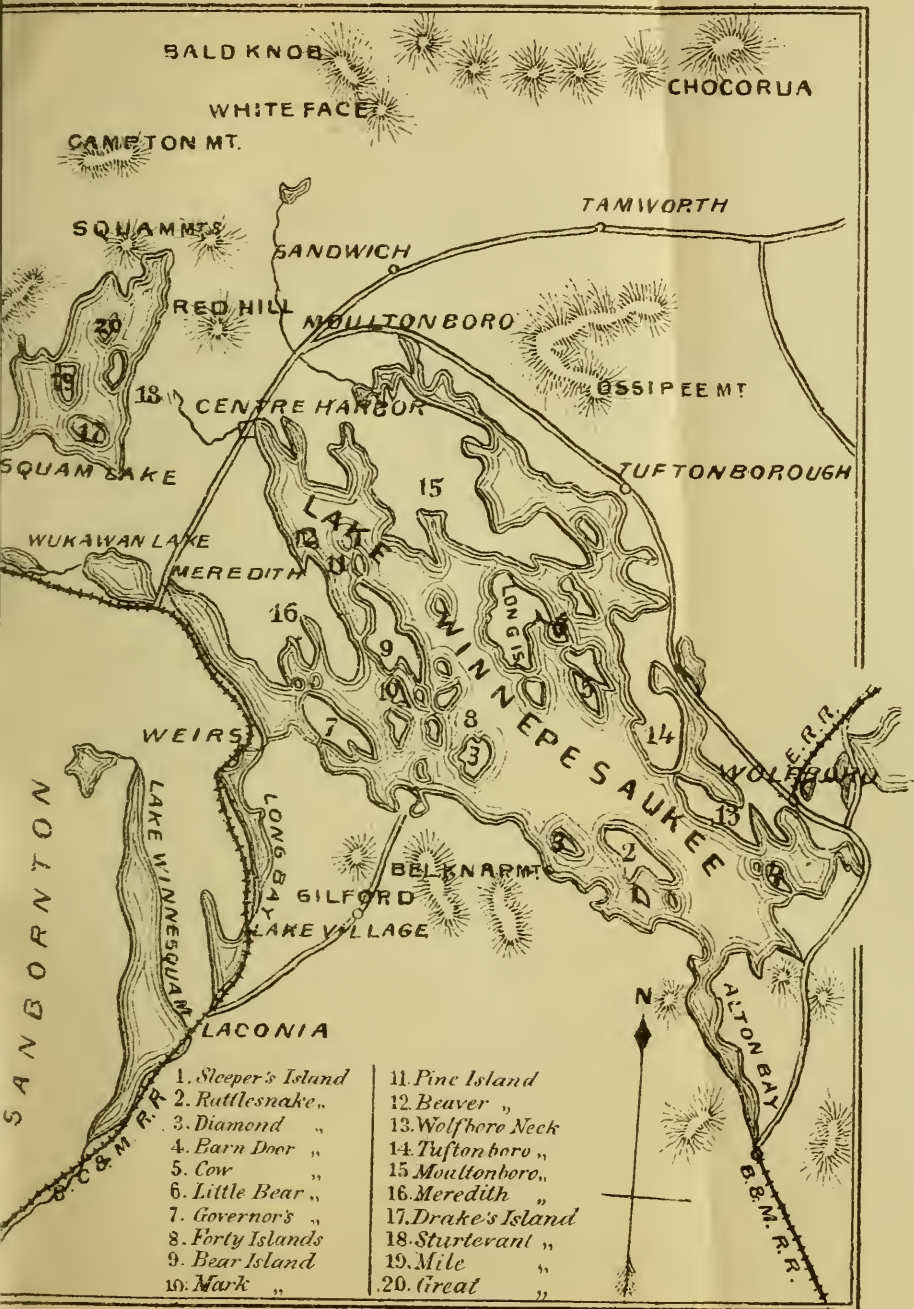 BALD KNOB
CHOCORUA
WHITE FACE
CAMPTON MT.
TAMWORTH
SQUAM MTS
SANDWICH
RED HILL
MOULTONBORO
20
OSSIPEE MT.
19
18
CENTRE HARBOR
17
SQUAM LAKE
TUFTONBOROUGH
15
LAKE
WUKAWAN LAKE
12
11
MEREDITH
LONG IS.
16
6
WINNEPESAUKEE
9
10
5
7
8
14
WEIRS
3
E.R.R.
WOLFBORO
13
SANBORNTON
LAKE WINNESQUAM
LONG BAY
2
BELKNAP MTS
1
GILFORD
LAKE VILLAGE
N
ALTON BAY
LACONIA
B. C. & M. R. R
B. & M. R. R.
1. Sleeper's Island
2. Rattlesnake „
3. Diamond „
4. Barn Door „
5. Cow „
6. Little Bear „
7. Governor's „
8. Forty Islands
9. Bear Island
10. Mark „
11. Pine Island
12. Beaver „
13. Wolfboro Neck
14. Tuftonboro „
15. Moultonboro „
16. Meredith „
17. Drake's Island
18. Sturtevant „
19. Mile „
20. Great „